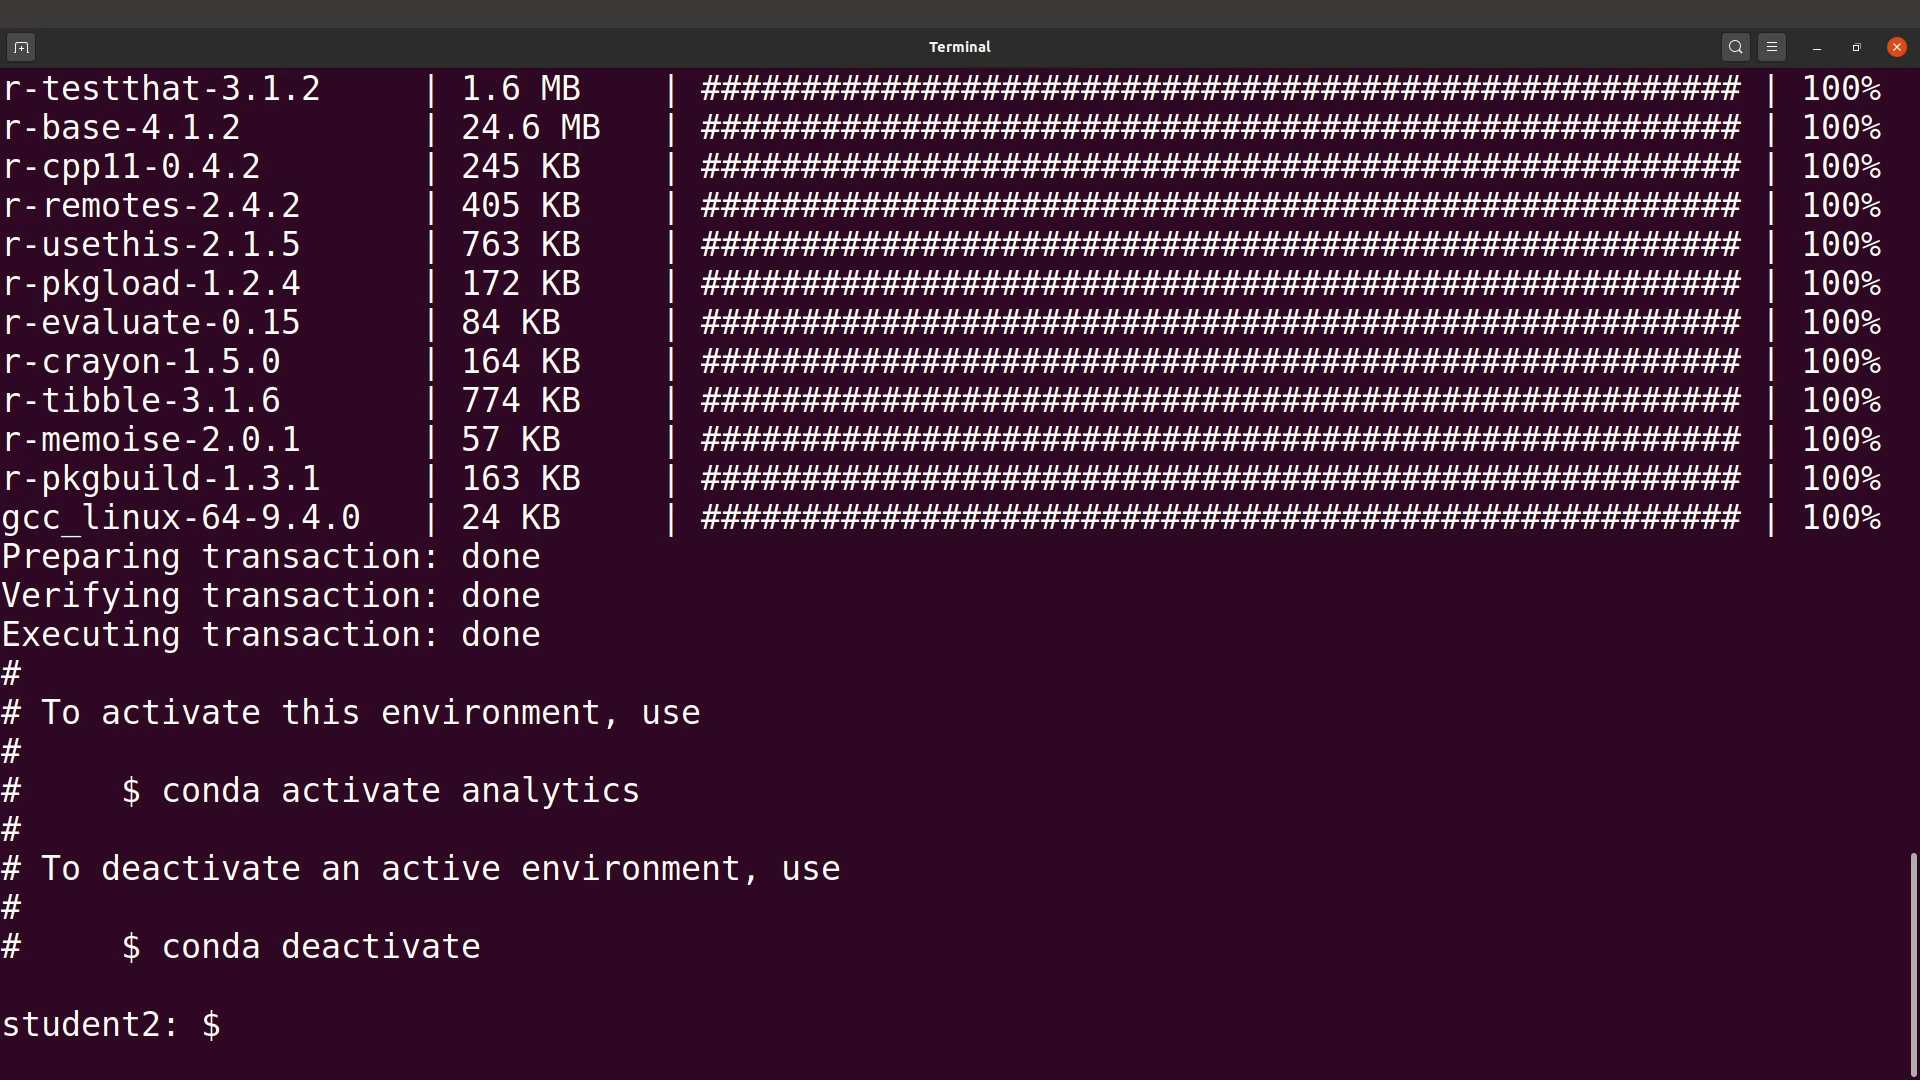 Terminal
r-testthat-3.1.2 | 1.6 MB | #################################################### | 100%
r-base-4.1.2 | 24.6 MB | #################################################### | 100%
r-cpp11-0.4.2 | 245 KB | #################################################### | 100%
r-remotes-2.4.2 | 405 KB | #################################################### | 100%
r-usethis-2.1.5 | 763 KB | #################################################### | 100%
r-pkgload-1.2.4 | 172 KB | #################################################### | 100%
r-evaluate-0.15 | 84 KB | #################################################### | 100%
r-crayon-1.5.0 | 164 KB | #################################################### | 100%
r-tibble-3.1.6 | 774 KB | #################################################### | 100%
r-memoise-2.0.1 | 57 KB | #################################################### | 100%
r-pkgbuild-1.3.1 | 163 KB | #################################################### | 100%
gcc_linux-64-9.4.0 | 24 KB | #################################################### | 100%
Preparing transaction: done
Verifying transaction: done
Executing transaction: done
#
# To activate this environment, use
#
#     $ conda activate analytics
#
# To deactivate an active environment, use
#
#     $ conda deactivate
student2: $